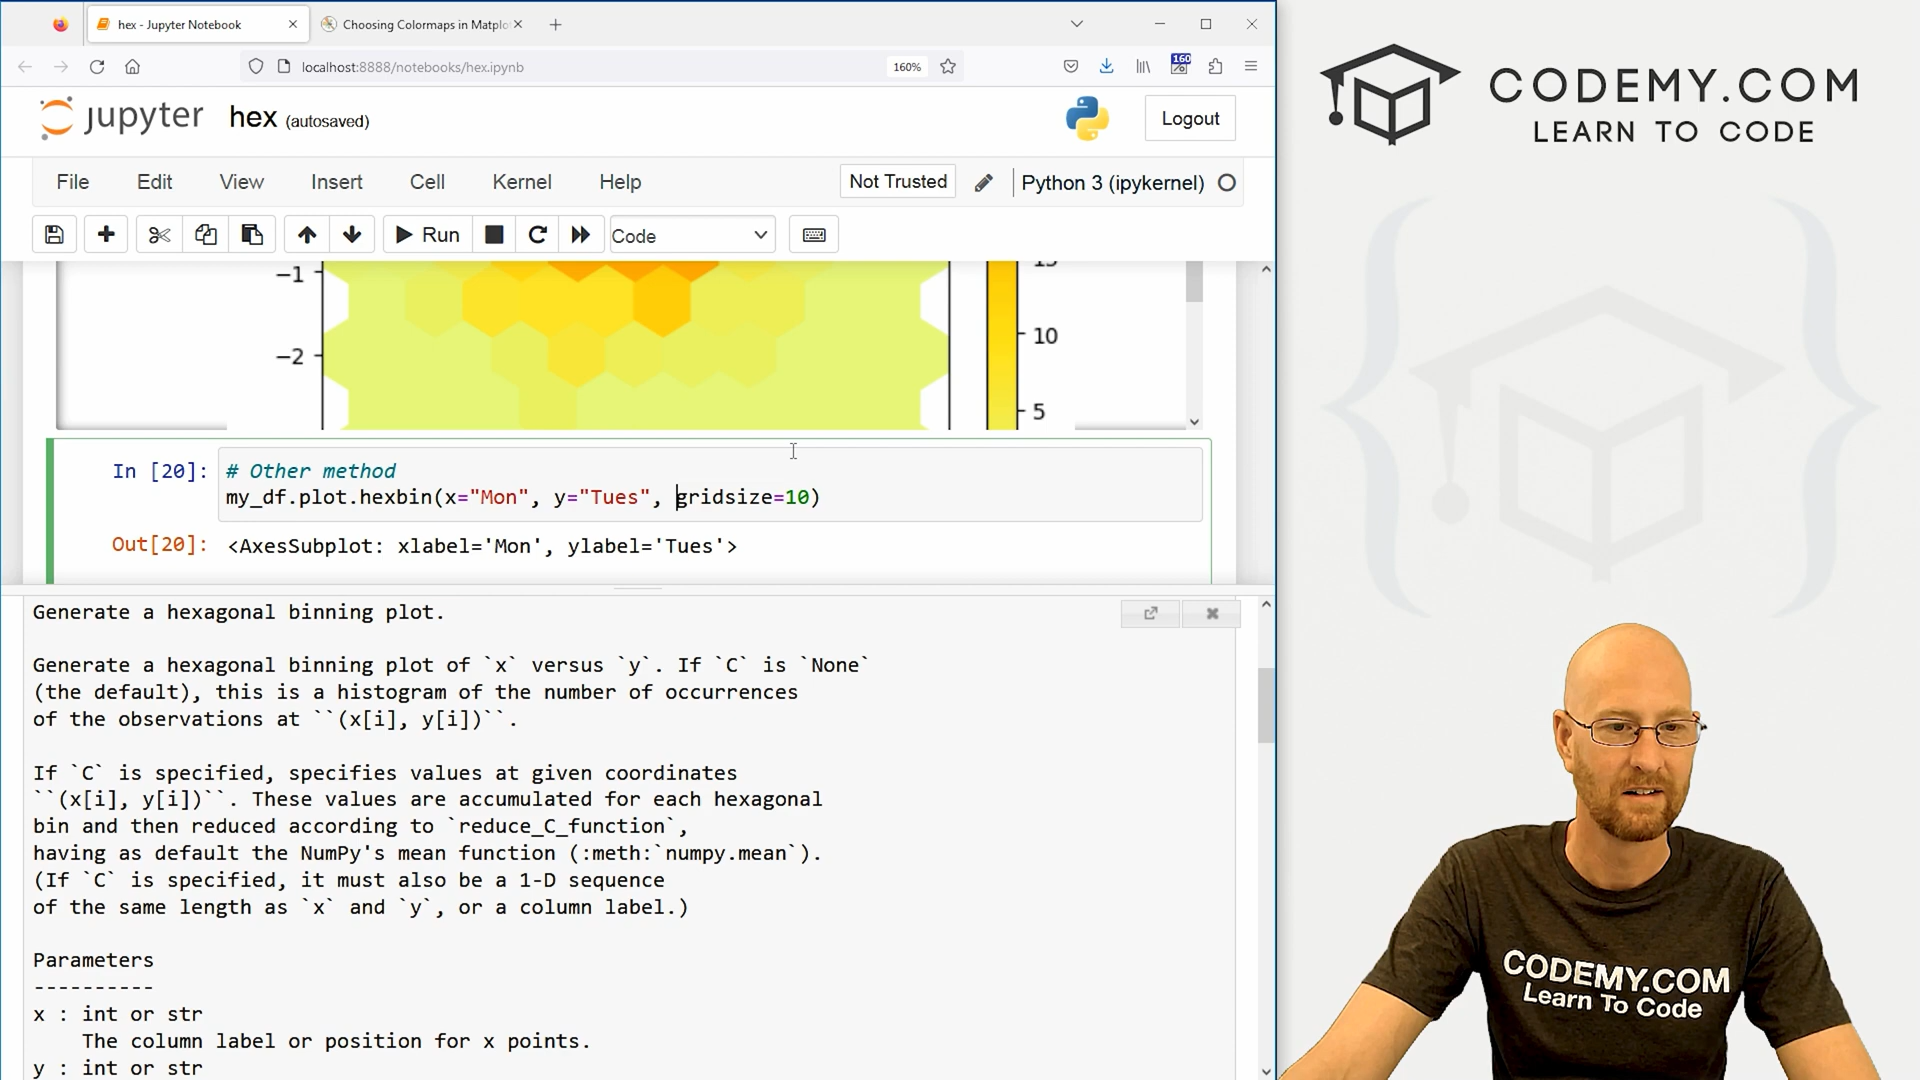 hex - Jupyter Notebook
Choosing Colormaps in Matplo
localhost:8888/notebooks/hex.ipynb
160%
160
jupyter
hex (autosaved)
Logout
File
Edit
View
Insert
Cell
Kernel
Help
Not Trusted
Python 3 (ipykernel)
Run
Code
−1
−2
15
10
5
In [20]:
# Other method
my_df.plot.hexbin(x="Mon", y="Tues", gridsize=10)
Out[20]:
<AxesSubplot: xlabel='Mon', ylabel='Tues'>
Generate a hexagonal binning plot.
Generate a hexagonal binning plot of `x` versus `y`. If `C` is `None`
(the default), this is a histogram of the number of occurrences
of the observations at ``(x[i], y[i])``.
If `C` is specified, specifies values at given coordinates
``(x[i], y[i])``. These values are accumulated for each hexagonal
bin and then reduced according to `reduce_C_function`,
having as default the NumPy's mean function (:meth:`numpy.mean`).
(If `C` is specified, it must also be a 1-D sequence
of the same length as `x` and `y`, or a column label.)
Parameters
----------
x : int or str
The column label or position for x points.
y : int or str
CODEMY.COM
LEARN TO CODE
CODEMY.COM
Learn To Code